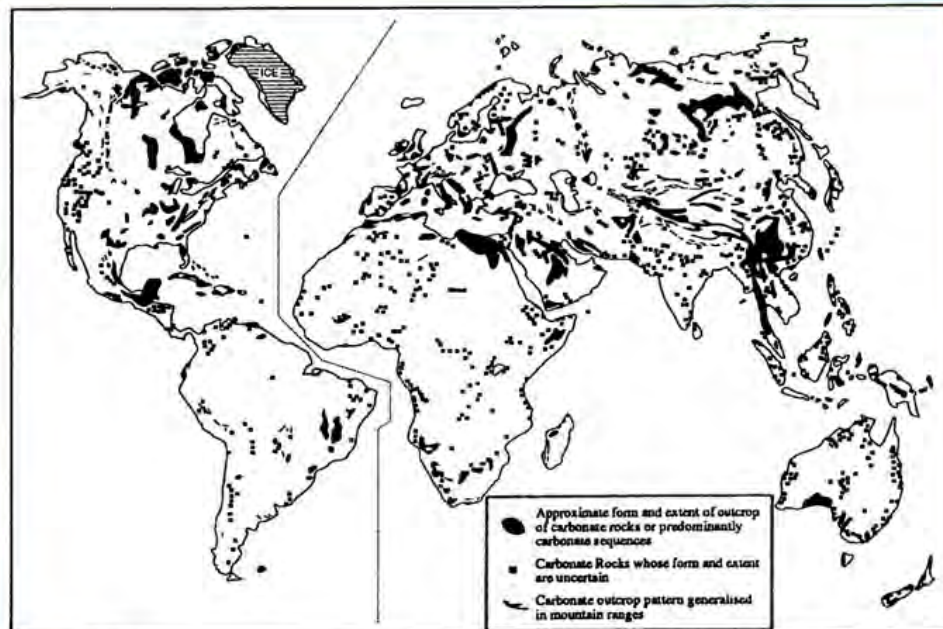 ICE
Approximate form and extent of outcrop
of carbonate rocks or predominantly
carbonate sequences
Carbonate Rocks whose form and extent
are uncertain
Carbonate outcrop pattern generalised
in mountain ranges